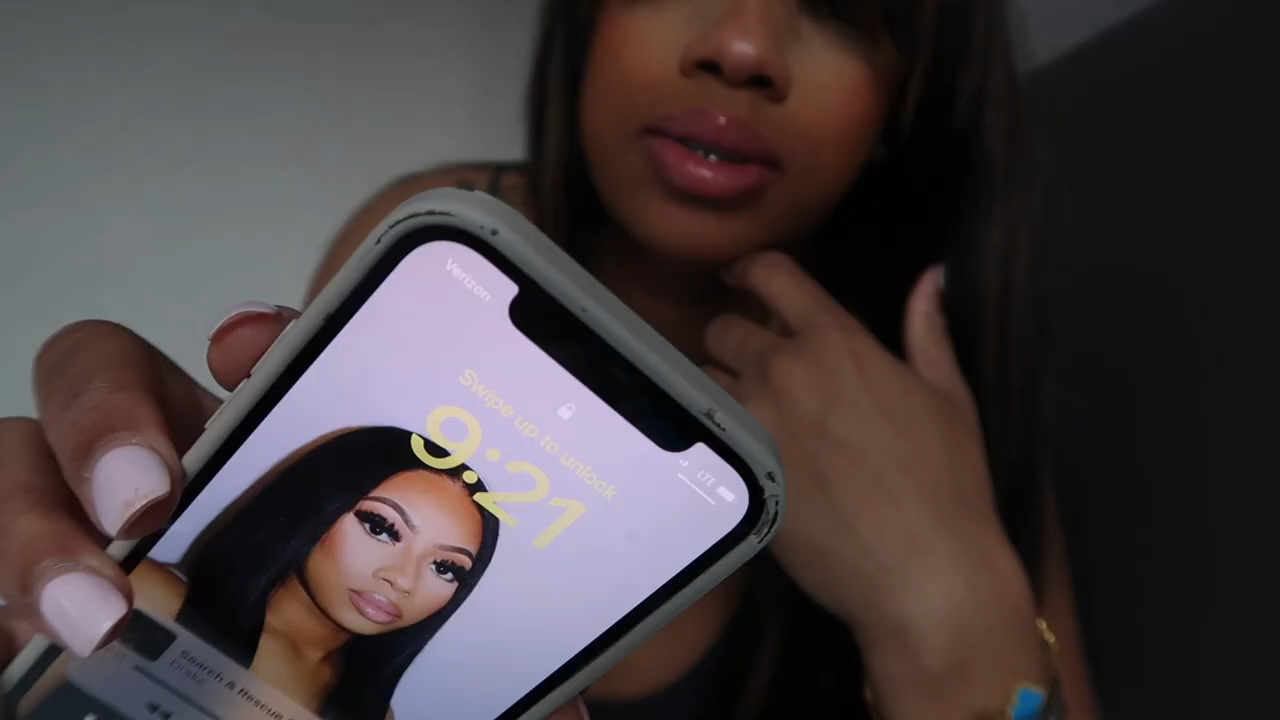 Verizon
LTE
Swipe up to unlock
9:21
Search & Rescue
Drake